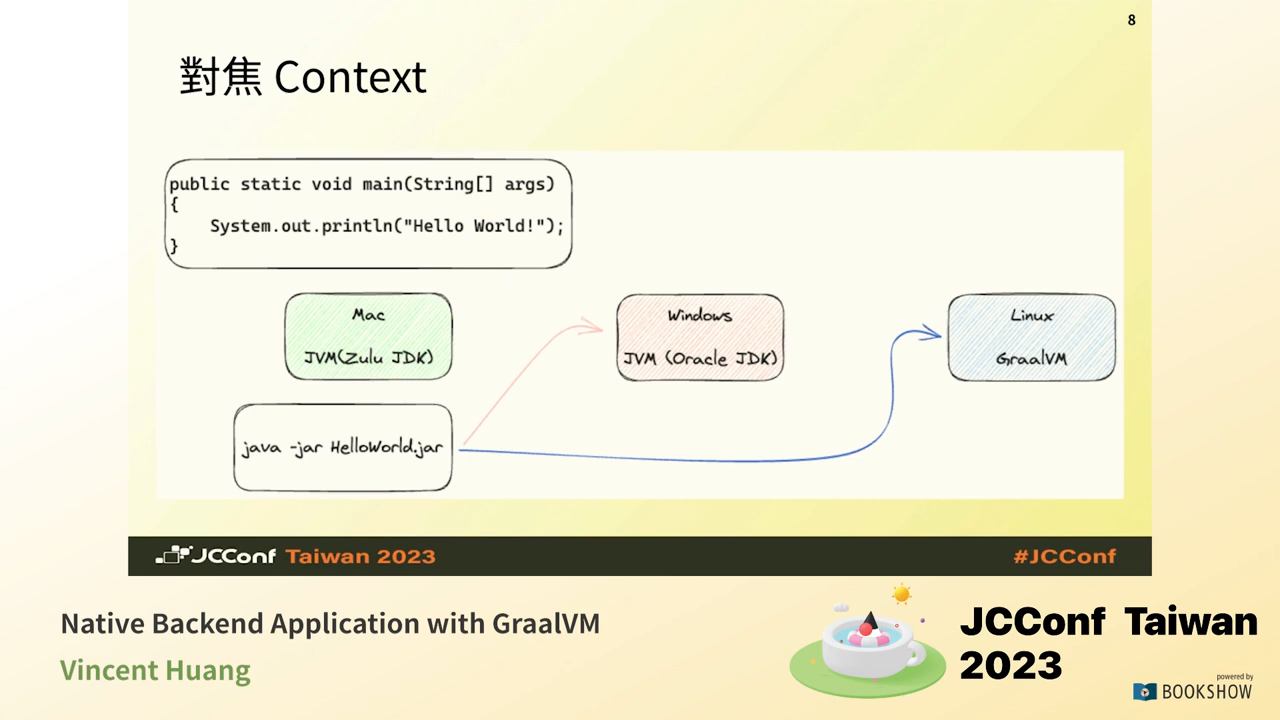 8
對焦 Context
public static void main(String[] args)
{
System.out.println("Hello World!");
}
Mac
JVM(Zulu JDK)
Windows
JVM (Oracle JDK)
Linux
GraalVM
java -jar HelloWorld.jar
JCConf Taiwan 2023
#JCConf
Native Backend Application with GraalVM
Vincent Huang
JCConf Taiwan
2023
powered by
BOOKSHOW